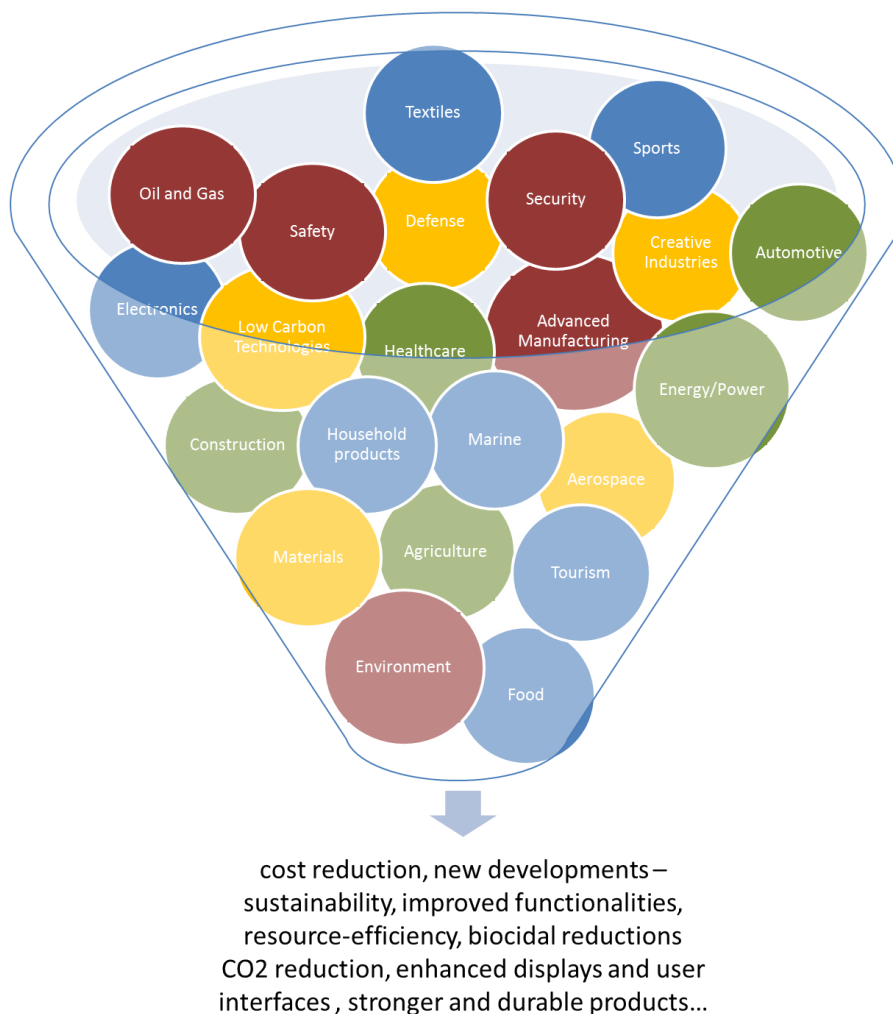 Textiles
Sports
Oil and Gas
Security
Safety
Defense
Creative
Industries
Automotive
Electronics
Low Carbon
Technologies
Healthcare
Advanced
Manufacturing
Energy/Power
Construction
Household
products
Marine
Aerospace
Materials
Agriculture
Tourism
Environment
Food
cost reduction, new developments –
sustainability, improved functionalities,
resource-efficiency, biocidal reductions
CO2 reduction, enhanced displays and user
interfaces , stronger and durable products…